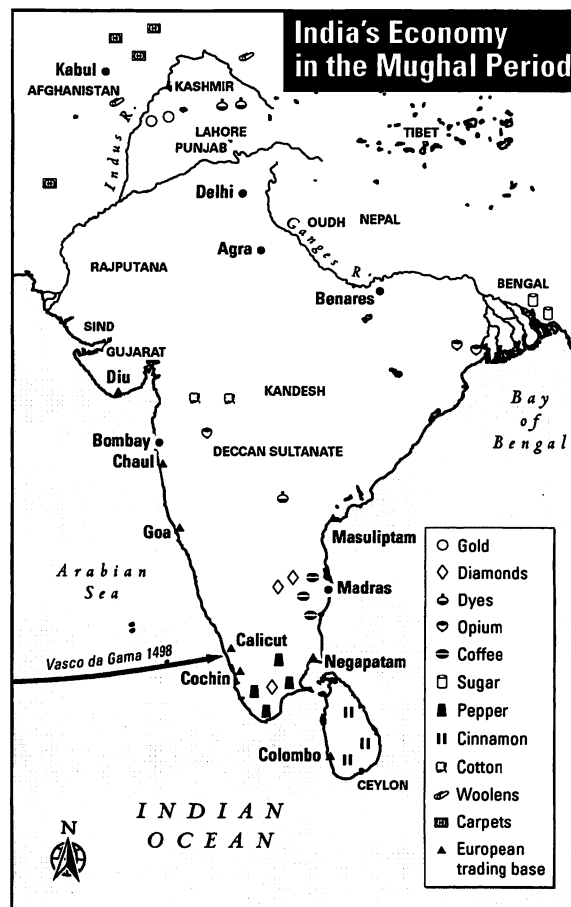 India's Economy
in the Mughal Period
Kabul
AFGHANISTAN
KASHMIR
Indus R.
LAHORE
PUNJAB
TIBET
Delhi
OUDH
NEPAL
Ganges R.
Agra
RAJPUTANA
Benares
BENGAL
SIND
GUJARAT
Diu
KANDESH
Bay
of
Bengal
Bombay
Chaul
DECCAN SULTANATE
Goa
Masuliptam
Arabian
Sea
Madras
Calicut
Vasco da Gama 1498
Negapatam
Cochin
Colombo
CEYLON
INDIAN
OCEAN
N
Gold
Diamonds
Dyes
Opium
Coffee
Sugar
Pepper
Cinnamon
Cotton
Woolens
Carpets
European
trading base